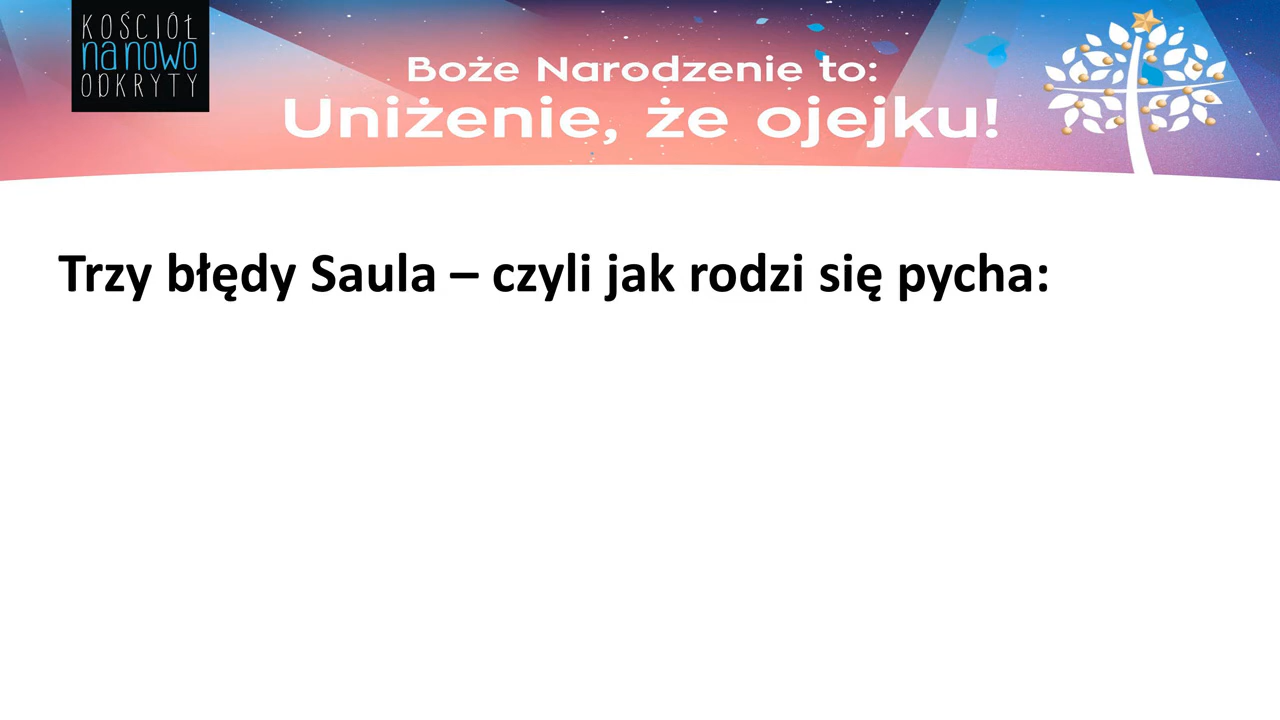 KOŚCIÓŁ
na nowo
ODKRYTY
Boże Narodzenie to:
Uniżenie, że ojejku!
Trzy błędy Saula – czyli jak rodzi się pycha: